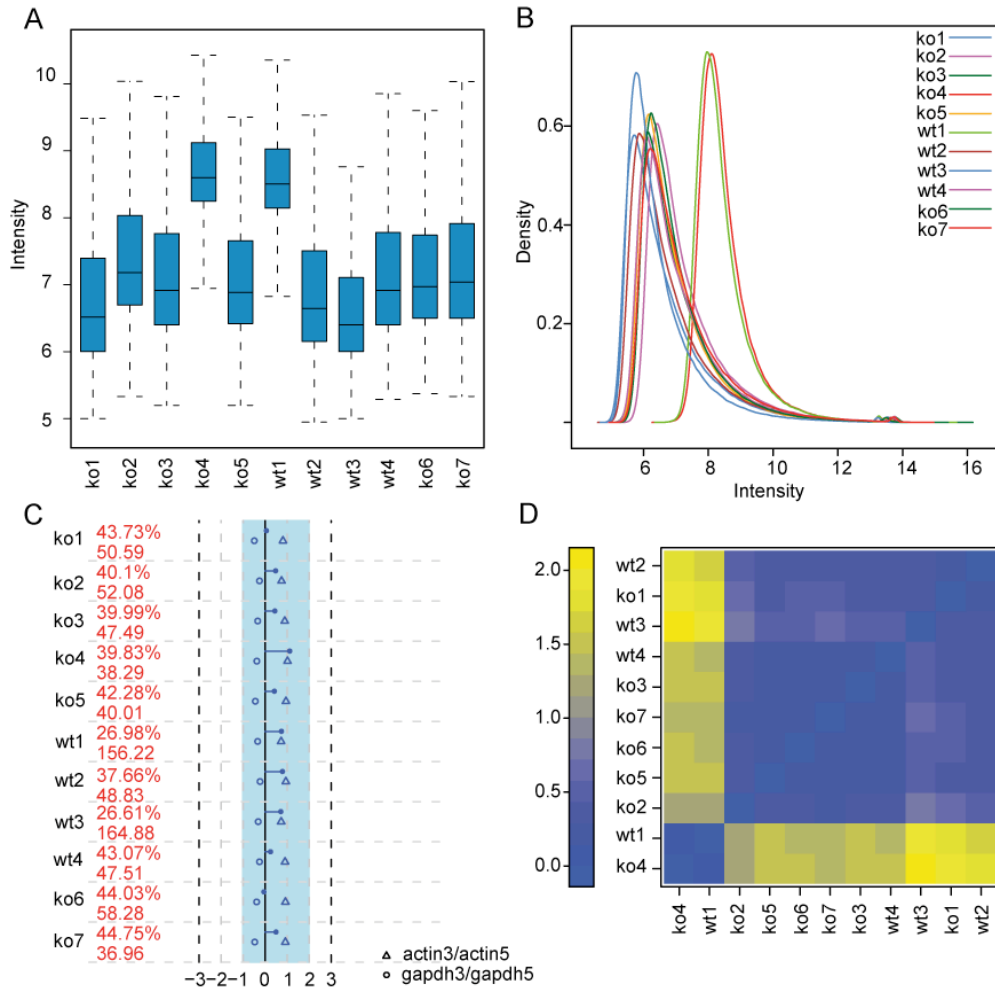 A
Intensity
10
9
8
7
6
5
ko1 ko2 ko3 ko4 ko5 wt1 wt2 wt3 wt4 ko6 ko7
B
Density
0.6
0.4
0.2
6 8 10 12 14 16
Intensity
ko1
ko2
ko3
ko4
ko5
wt1
wt2
wt3
wt4
ko6
ko7
C
ko1 43.73%
50.59
ko2 40.1%
52.08
ko3 39.99%
47.49
ko4 39.83%
38.29
ko5 42.28%
40.01
wt1 26.98%
156.22
wt2 37.66%
48.83
wt3 26.61%
164.88
wt4 43.07%
47.51
ko6 44.03%
58.28
ko7 44.75%
36.96
-3 -2 -1 0 1 2 3
actin3/actin5
gapdh3/gapdh5
D
2.0
1.5
1.0
0.5
0.0
wt2
ko1
wt3
wt4
ko3
ko7
ko6
ko5
ko2
wt1
ko4
ko4 wt1 ko2 ko5 ko6 ko7 ko3 wt4 wt3 ko1 wt2